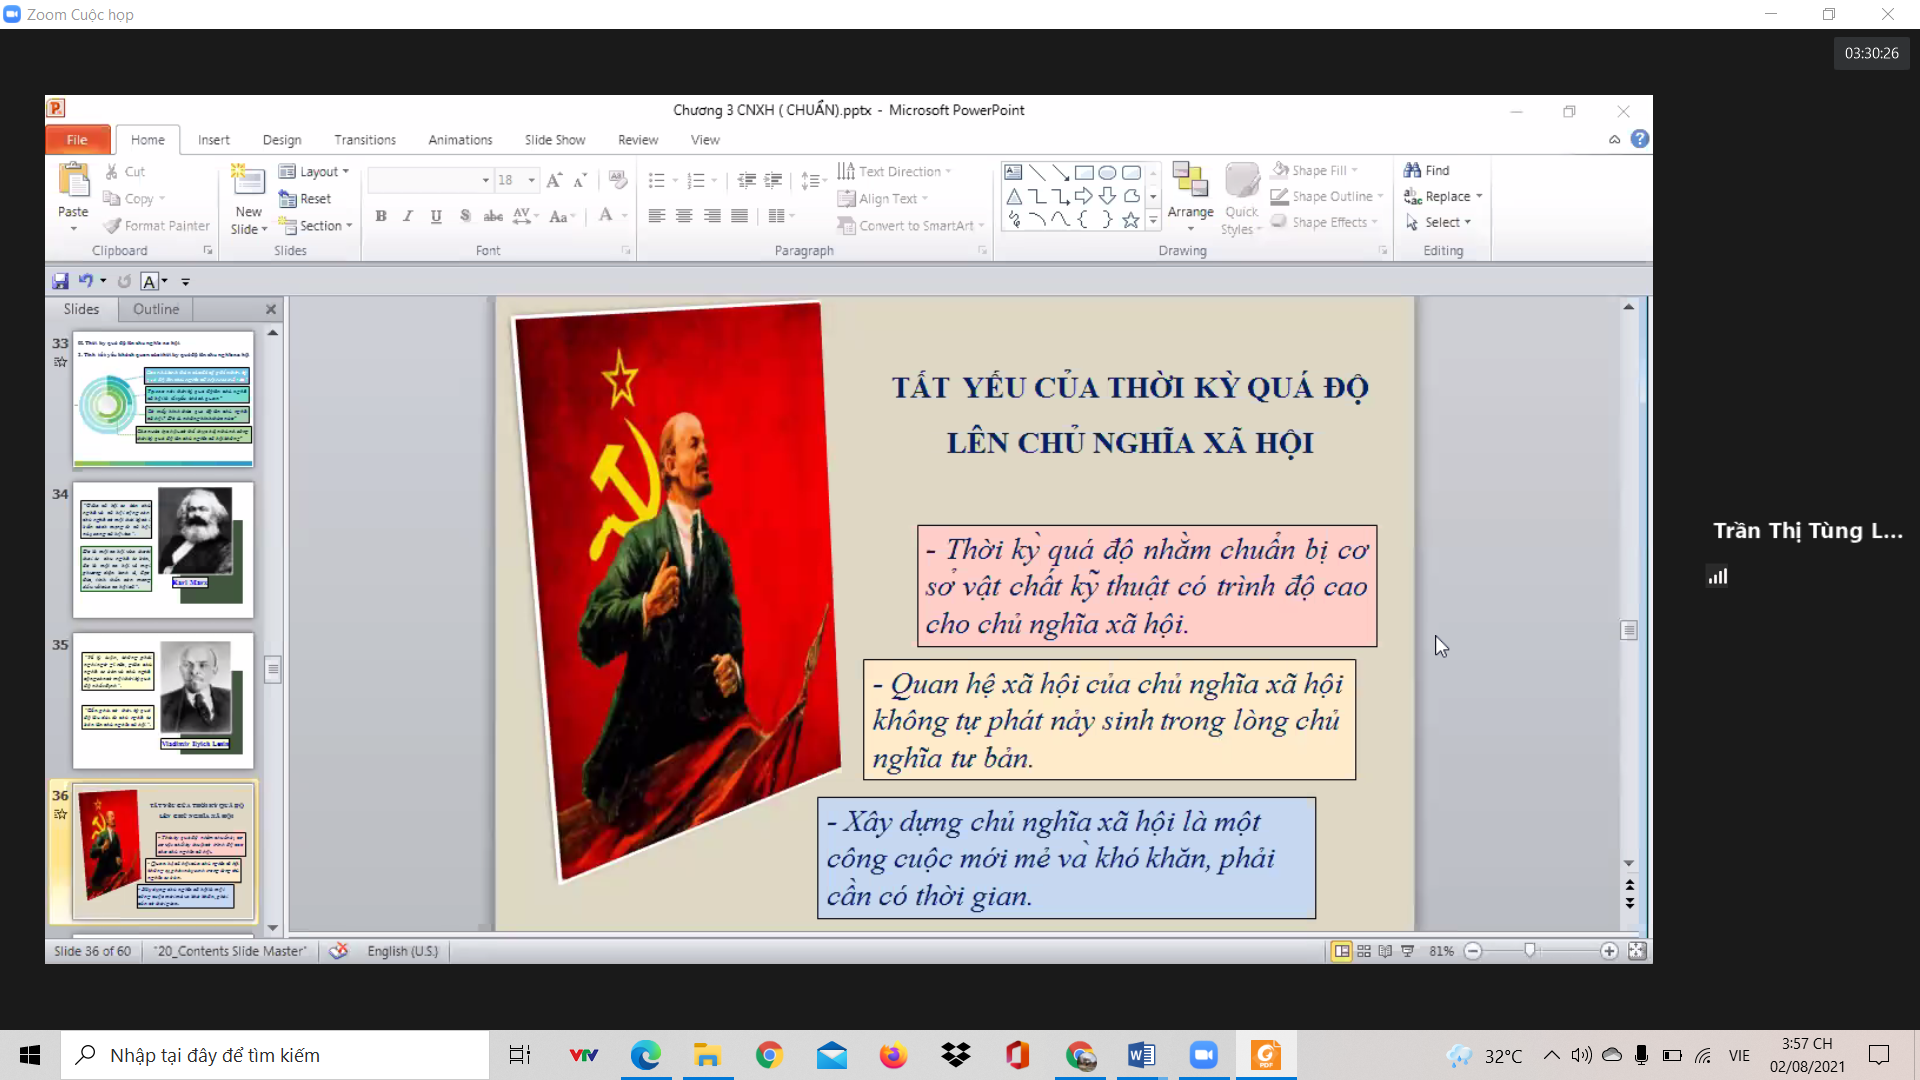 Zoom Cuộc họp
03:30:26
Chương 3 CNXH ( CHUẨN).pptx - Microsoft PowerPoint
File Home Insert Design Transitions Animations Slide Show Review View
Paste
Cut
Copy
Format Painter
Clipboard
New Slide
Layout
Reset
Section
Slides
18
Font
Text Direction
Align Text
Convert to SmartArt
Paragraph
Arrange
Quick Styles
Shape Fill
Shape Outline
Shape Effects
Drawing
Find
Replace
Select
Editing
Slides Outline
33
34
Karl Marx
35
Vladimir Ilyich Lenin
36
TẤT YẾU CỦA THỜI KỲ QUÁ ĐỘ
LÊN CHỦ NGHĨA XÃ HỘI
- Thời kỳ quá độ nhằm chuẩn bị cơ
sở vật chất kỹ thuật có trình độ cao
cho chủ nghĩa xã hội.
- Quan hệ xã hội của chủ nghĩa xã hội
không tự phát nảy sinh trong lòng chủ
nghĩa tư bản.
- Xây dựng chủ nghĩa xã hội là một
công cuộc mới mẻ và khó khăn, phải
cần có thời gian.
Trần Thị Tùng L...
Slide 36 of 60
"20_Contents Slide Master"
English (U.S.)
81%
Nhập tại đây để tìm kiếm
VTV
32°C
VIE
3:57 CH
02/08/2021